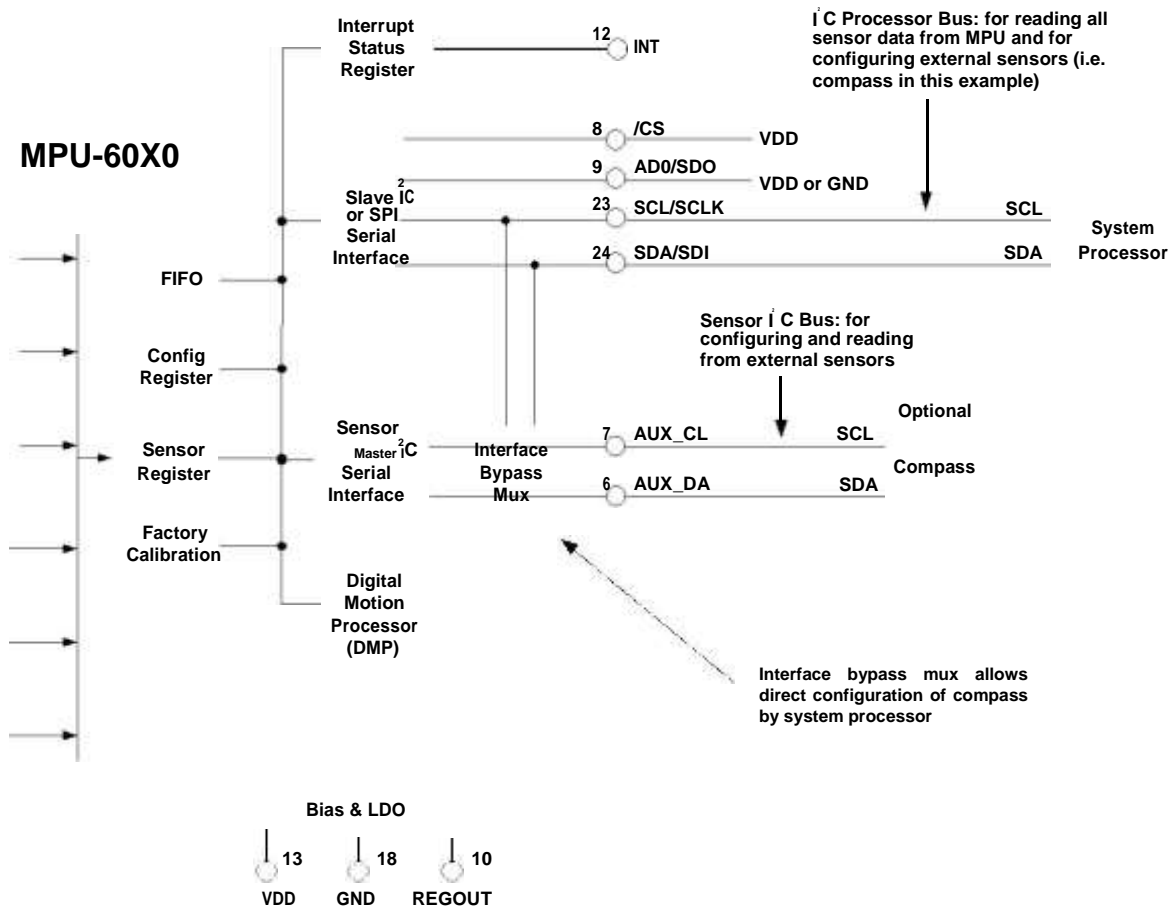 I²C Processor Bus: for reading all
sensor data from MPU and for
configuring external sensors (i.e.
compass in this example)
Interrupt
Status
Register
12
INT
MPU-60X0
8
/CS
VDD
9
AD0/SDO
VDD or GND
Slave I²C
or SPI
Serial
Interface
23
SCL/SCLK
SCL
24
SDA/SDI
SDA
System
Processor
FIFO
Config
Register
Sensor I²C Bus: for
configuring and reading
from external sensors
Optional
Compass
Sensor
Register
Sensor
Master I²C
Serial
Interface
Interface
Bypass
Mux
7
AUX_CL
SCL
6
AUX_DA
SDA
Factory
Calibration
Digital
Motion
Processor
(DMP)
Interface bypass mux allows
direct configuration of compass
by system processor
Bias & LDO
13
18
10
VDD
GND
REGOUT